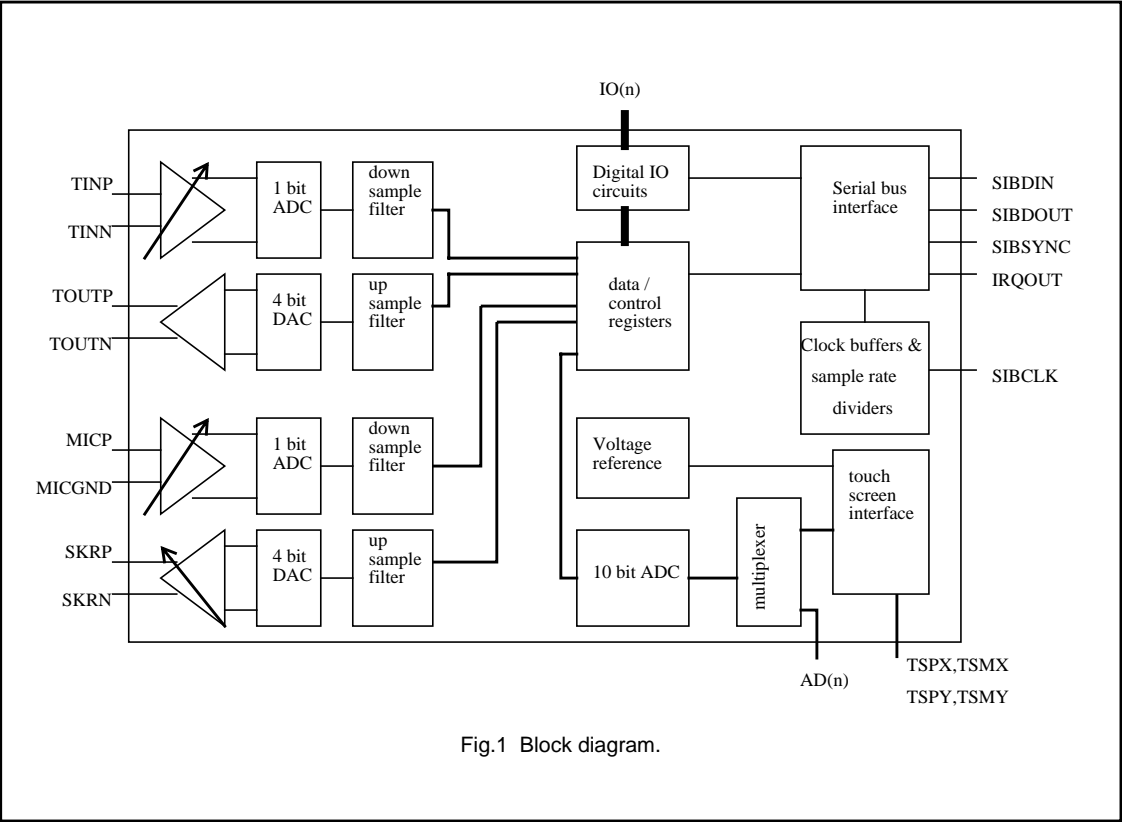 IO(n)
TINP
TINN
1 bit
ADC
down
sample
filter
Digital IO
circuits
Serial bus
interface
SIBDIN
SIBDOUT
SIBSYNC
IRQOUT
TOUTP
TOUTN
4 bit
DAC
up
sample
filter
data /
control
registers
Clock buffers &
sample rate
dividers
SIBCLK
MICP
MICGND
1 bit
ADC
down
sample
filter
Voltage
reference
touch
screen
interface
SKRP
SKRN
4 bit
DAC
up
sample
filter
10 bit ADC
multiplexer
AD(n)
TSPX,TSMX
TSPY,TSMY
Fig.1 Block diagram.